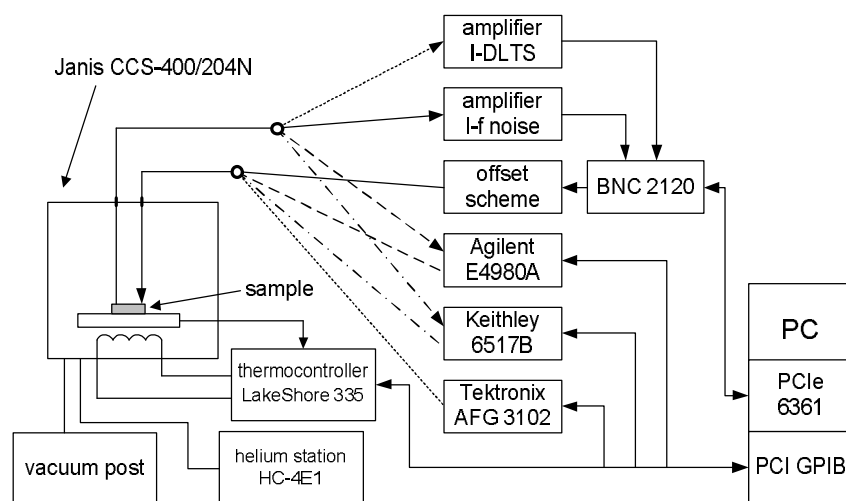 amplifier
I-DLTS
Janis CCS-400/204N
amplifier
I-f noise
offset
scheme
BNC 2120
Agilent
E4980A
sample
Keithley
6517B
PC
thermocontroller
LakeShore 335
Tektronix
AFG 3102
PCIe
6361
vacuum post
helium station
HC-4E1
PCI GPIB